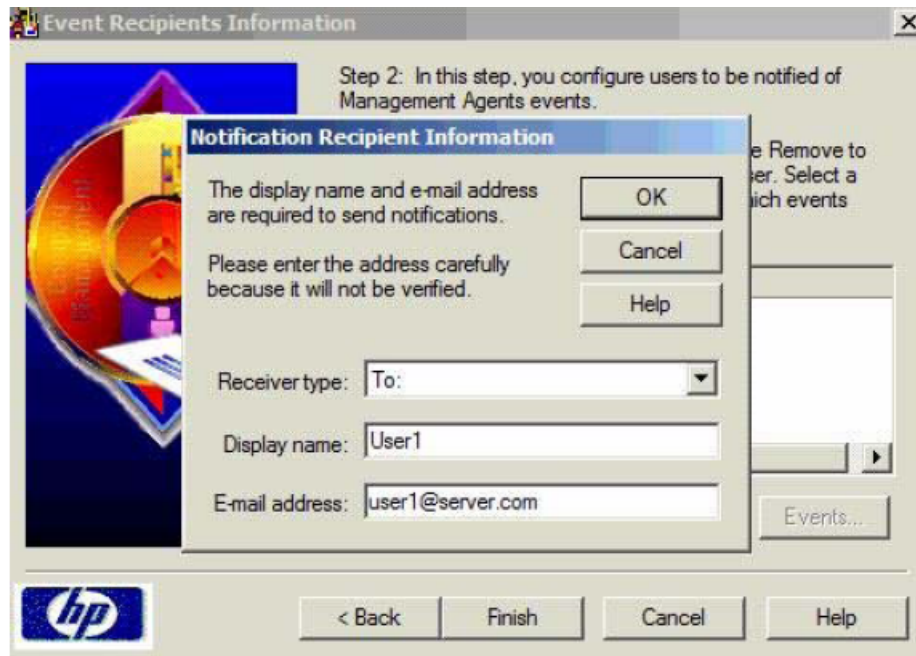 Event Recipients Information
Step 2: In this step, you configure users to be notified of
Management Agents events.
Notification Recipient Information
e Remove to
ser. Select a
ich events
The display name and e-mail address
are required to send notifications.
Please enter the address carefully
because it will not be verified.
OK
Cancel
Help
Receiver type: To:
Display name: User1
E-mail address: user1@server.com
Events...
hp
< Back Finish Cancel Help